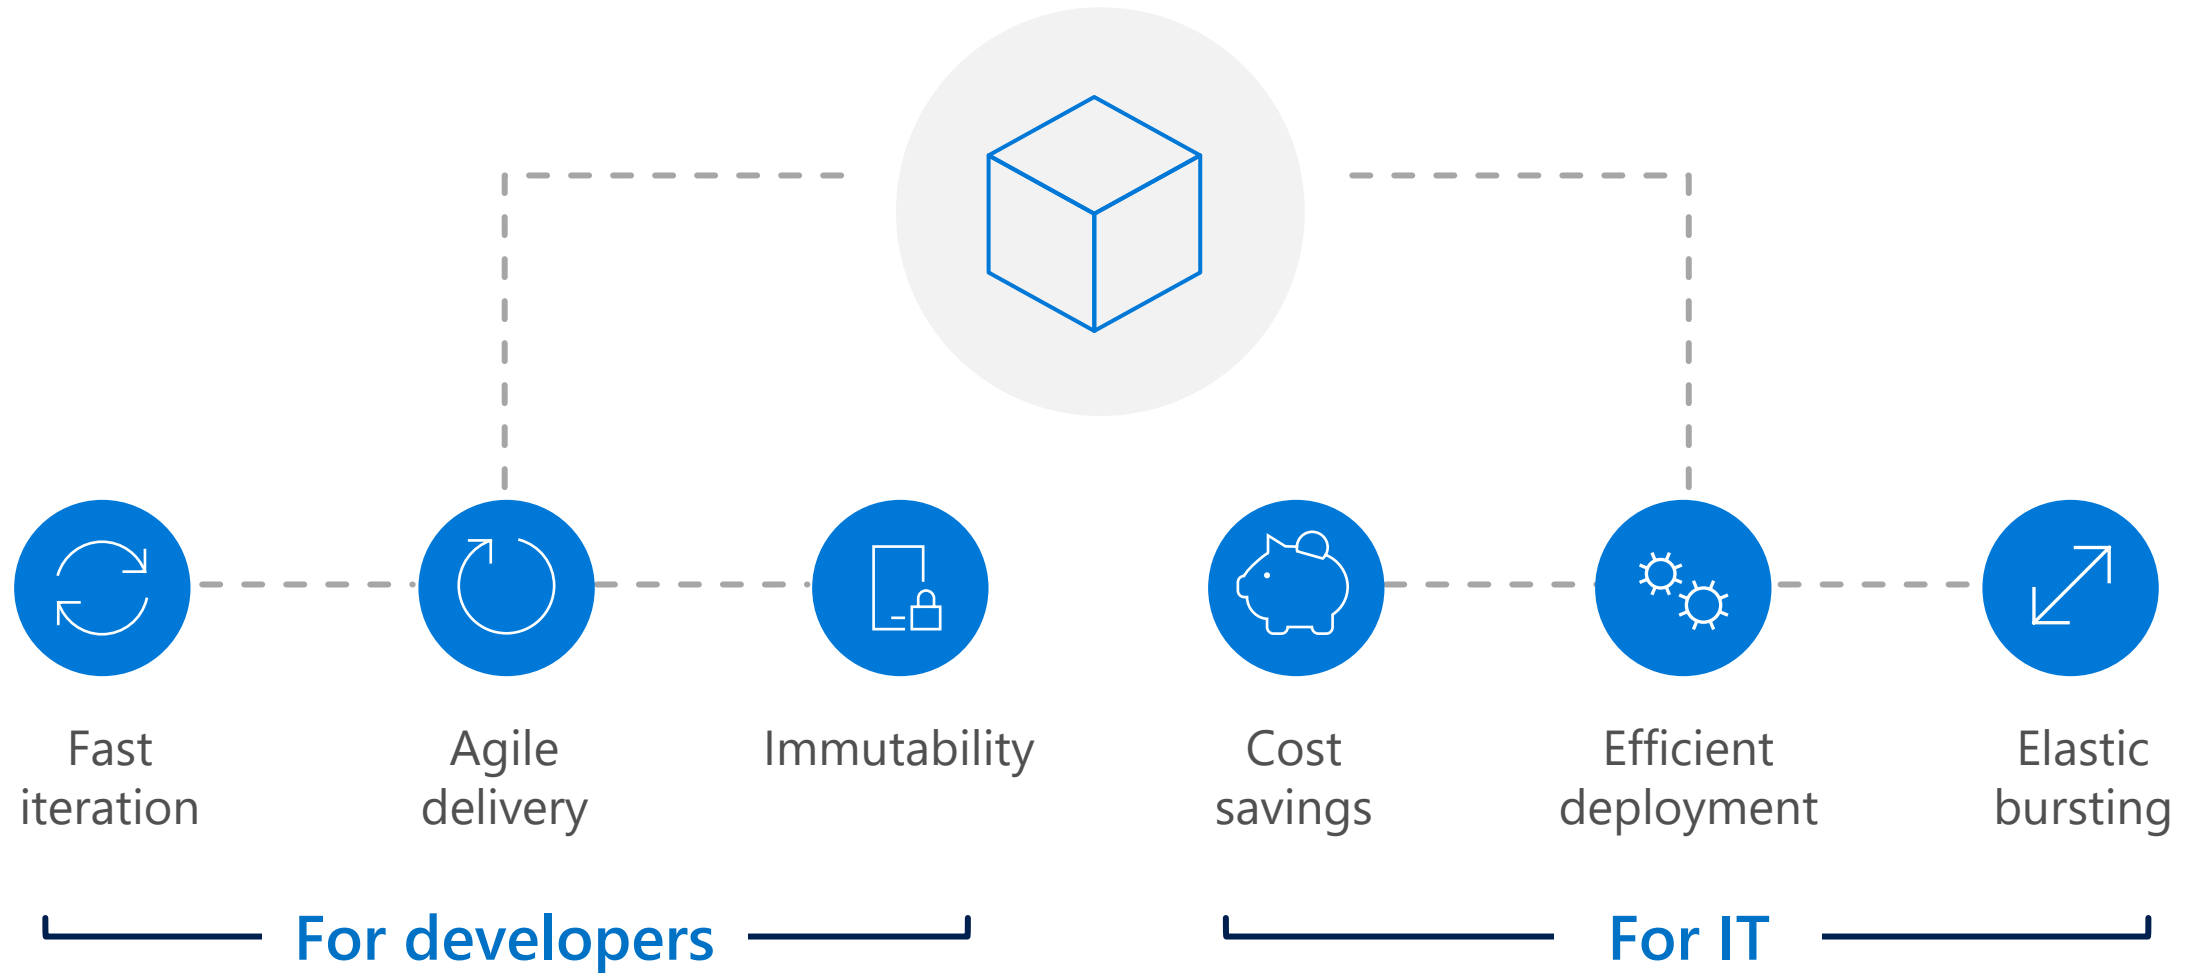 Fast
iteration
Agile
delivery
Immutability
Cost
savings
Efficient
deployment
Elastic
bursting
For developers
For IT